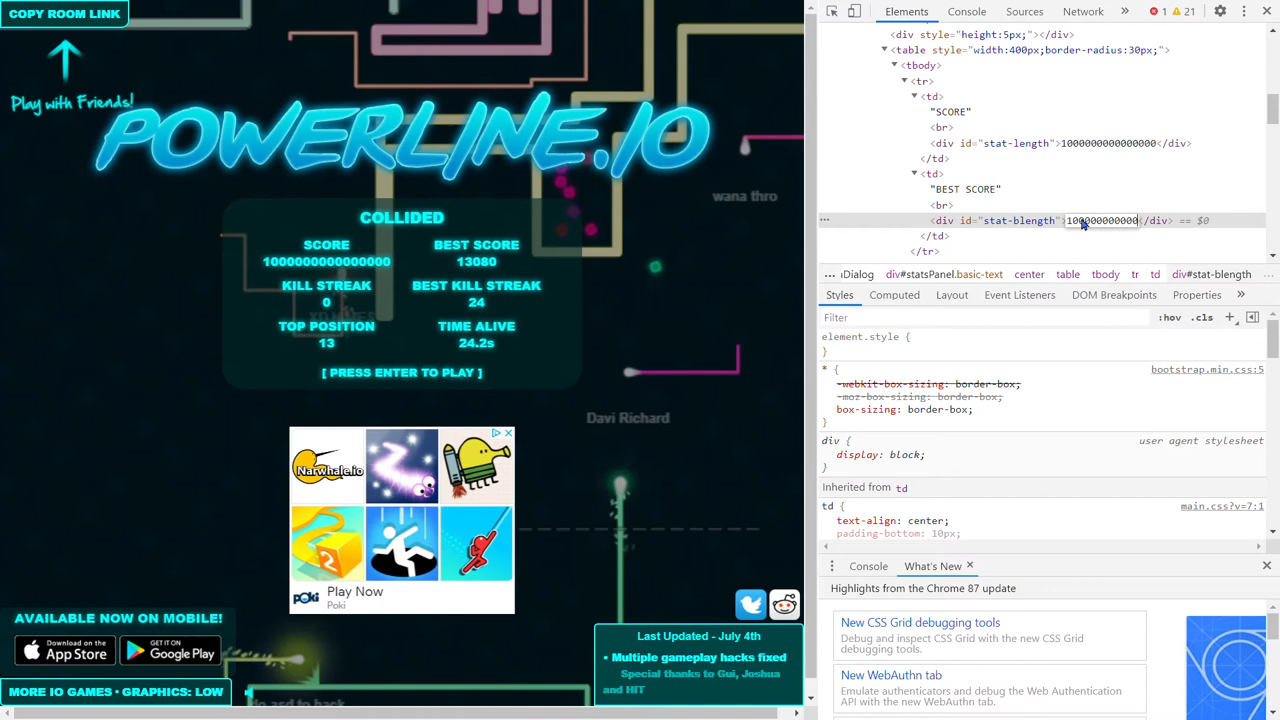 COPY ROOM LINK
Play with Friends!
POWERLINE.IO
wana thro
COLLIDED
SCORE
1000000000000000
BEST SCORE
13080
KILL STREAK
0
BEST KILL STREAK
24
TOP POSITION
13
TIME ALIVE
24.2s
[ PRESS ENTER TO PLAY ]
Davi Richard
Narwhale.io
2
POKI
Play Now
Poki
AVAILABLE NOW ON MOBILE!
Download on the
App Store
GET IT ON
Google Play
MORE IO GAMES • GRAPHICS: LOW
Last Updated - July 4th
• Multiple gameplay hacks fixed
Special thanks to Gui, Joshua
and HIT
Elements Console Sources Network » 1 21
<div style="height:5px;"></div>
<table style="width:400px;border-radius:30px;">
<tbody>
<tr>
<td>
"SCORE"
<br>
<div id="stat-length">1000000000000000</div>
</td>
<td>
"BEST SCORE"
<br>
<div id="stat-blength">1000000000000</div> == $0
</td>
</tr>
... lDialog div#statsPanel.basic-text center table tbody tr td div#stat-blength
Styles Computed Layout Event Listeners DOM Breakpoints Properties »
Filter :hov .cls +
element.style {
}
* { bootstrap.min.css:5
-webkit-box-sizing: border-box;
-moz-box-sizing: border-box;
box-sizing: border-box;
}
div { user agent stylesheet
display: block;
}
Inherited from td
td { main.css?v=7:1
text-align: center;
padding-bottom: 10px;
Console What's New ×
Highlights from the Chrome 87 update
New CSS Grid debugging tools
Debug and inspect CSS Grid with the new CSS Grid
debugging tools.
New WebAuthn tab
Emulate authenticators and debug the Web Authentication
API with the new WebAuthn tab.